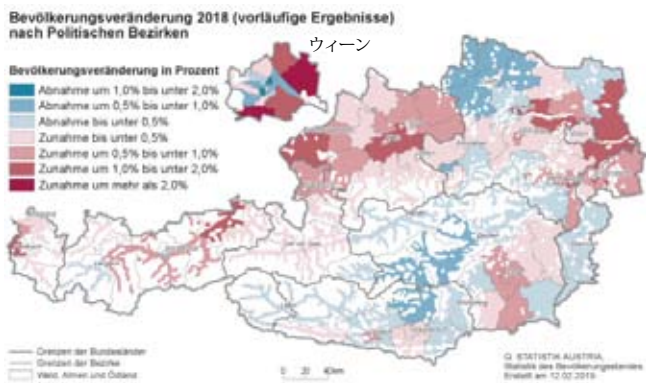 Bevölkerungsveränderung 2018 (vorläufige Ergebnisse)
nach Politischen Bezirken
ウィーン
Bevölkerungsveränderung in Prozent
Abnahme um 1,0% bis unter 2,0%
Abnahme um 0,5% bis unter 1,0%
Abnahme bis unter 0,5%
Zunahme bis unter 0,5%
Zunahme um 0,5% bis unter 1,0%
Zunahme um 1,0% bis unter 2,0%
Zunahme um mehr als 2,0%
Grenzen der Bundesländer
Grenzen der Bezirke
Wald, Almen und Ödland
0 20 40 km
Q: STATISTIK AUSTRIA,
Statistik des Bevölkerungsstandes.
Erstellt am 12.02.2019.